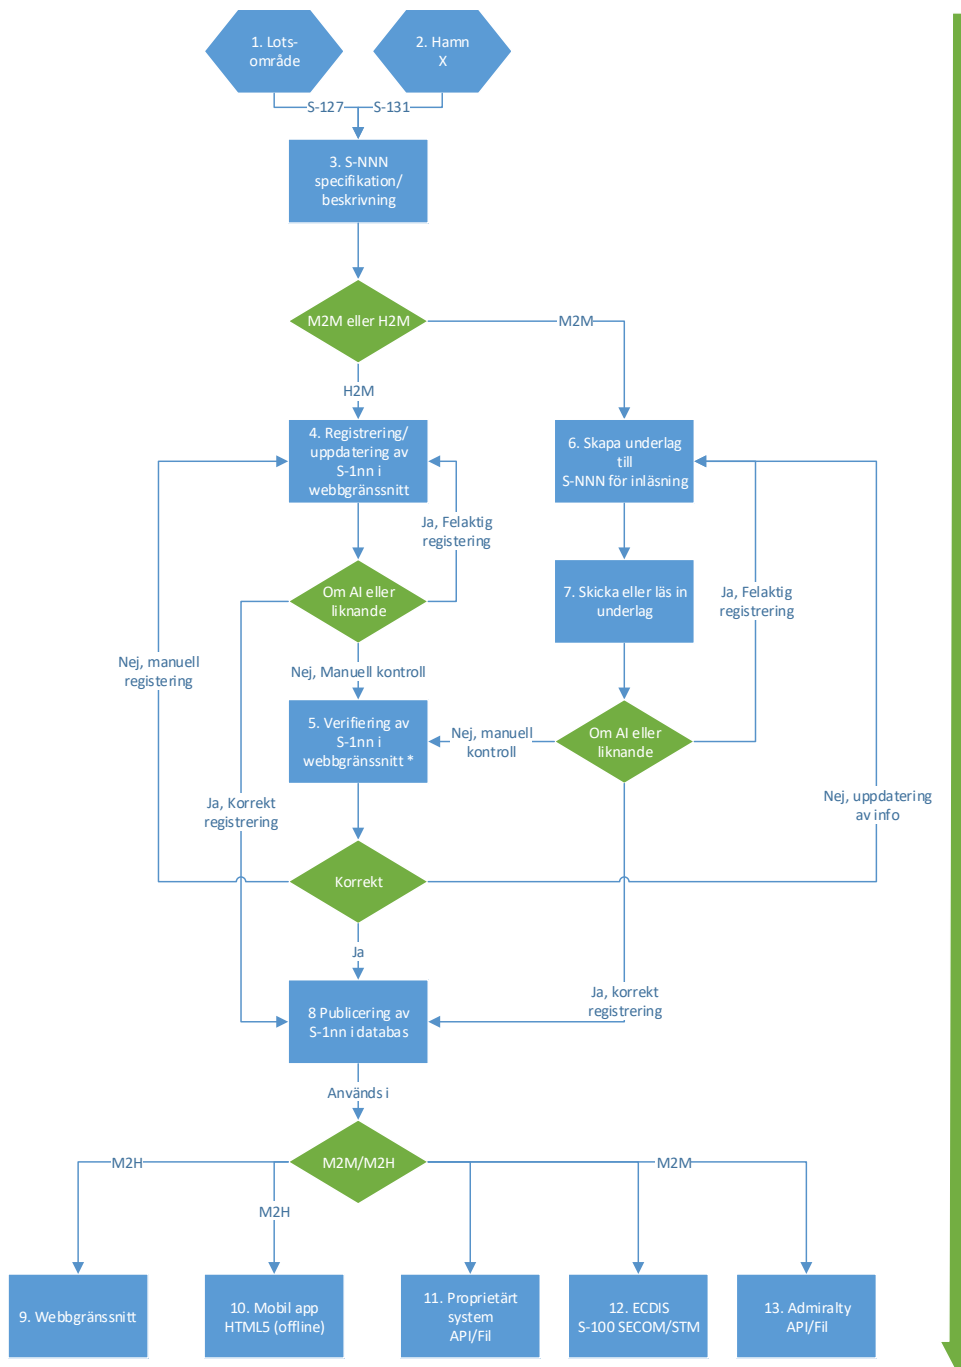 1. Lots-
område
2. Hamn
X
S-127
S-131
3. S-NNN
specifikation/
beskrivning
M2M eller H2M
M2M
H2M
4. Registrering/
uppdatering av
S-1nn i
webbgränssnitt
6. Skapa underlag
till
S-NNN för inläsning
Ja, Felaktig
registering
Om AI eller
liknande
7. Skicka eller läs in
underlag
Ja, Felaktig
registrering
Nej, manuell
registering
Nej, Manuell kontroll
5. Verifiering av
S-1nn i
webbgränssnitt *
Nej, manuell
kontroll
Om AI eller
liknande
Ja, Korrekt
registrering
Nej, uppdatering
av info
Korrekt
Ja
8 Publicering av
S-1nn i databas
Ja, korrekt
registrering
Används i
M2M/M2H
M2H
M2M
M2H
9. Webbgränssnitt
10. Mobil app
HTML5 (offline)
11. Proprietärt
system
API/Fil
12. ECDIS
S-100 SECOM/STM
13. Admiralty
API/Fil